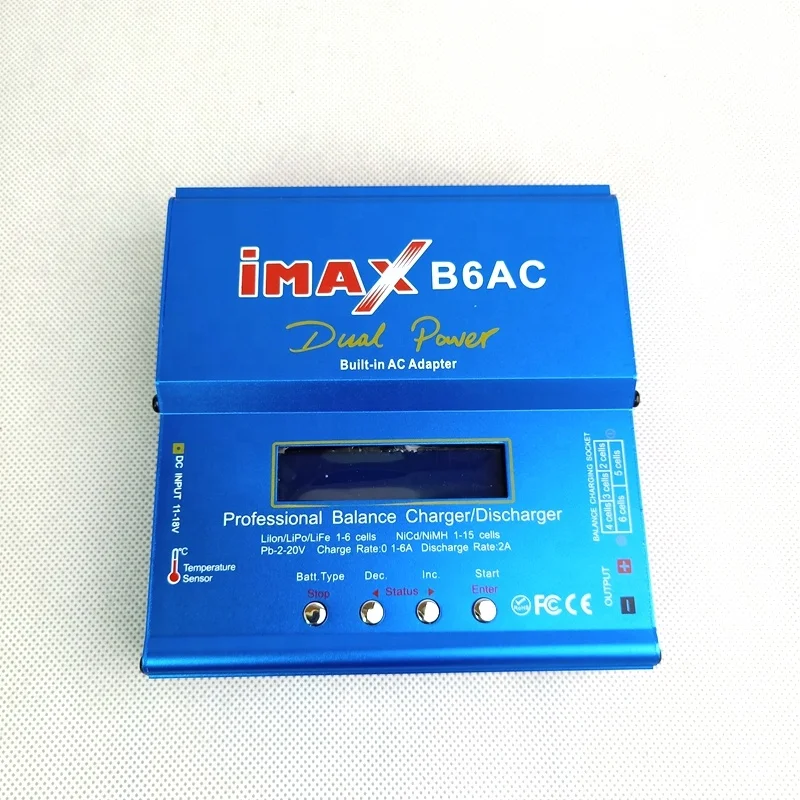 iMAX B6AC
Dual Power
Built-in AC Adapter
DC INPUT 11-18V
°C
Temperature
Sensor
Professional Balance Charger/Discharger
LiIon/LiPo/LiFe 1-6 cells NiCd/NiMH 1-15 cells
Pb-2-20V Charge Rate:0 1-6A Discharge Rate:2A
Batt.Type Dec. Inc. Start
Stop ◀ Status ▶ Enter
RoHS FC CE
BALANCE CHARGING SOCKET
4 cells 3 cells 2 cells
6 cells 5 cells
OUTPUT
+
−